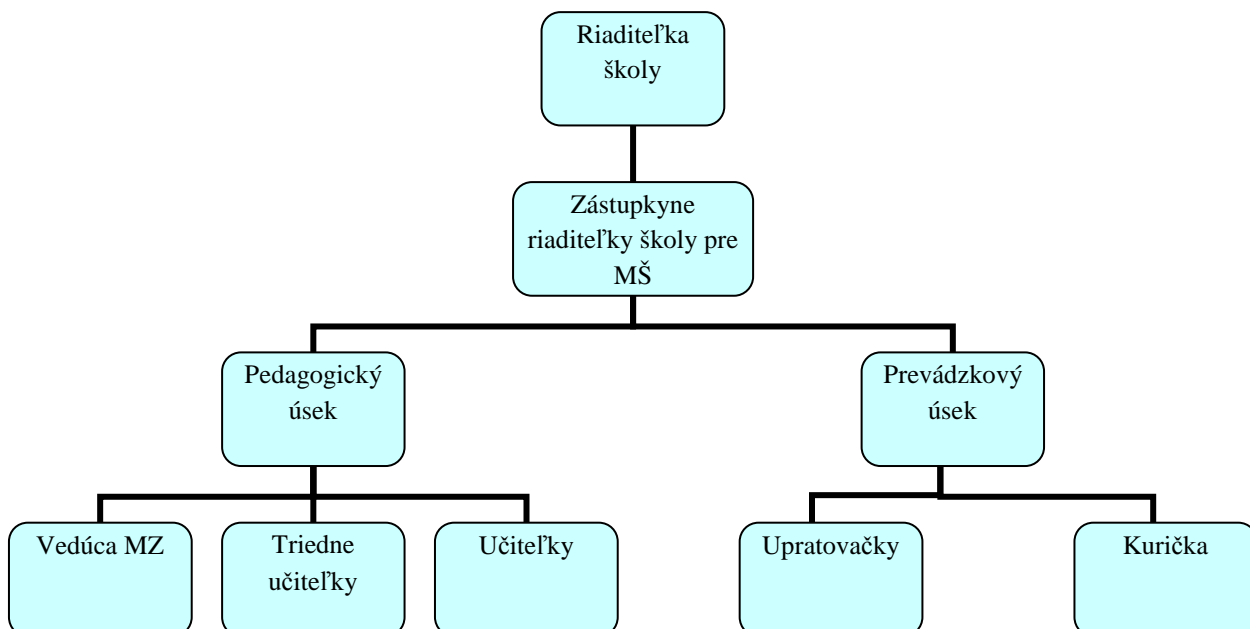 Riaditeľka
školy
Zástupkyne
riaditeľky školy pre
MŠ
Pedagogický
úsek
Prevádzkový
úsek
Vedúca MZ
Triedne
učiteľky
Učiteľky
Upratovačky
Kurička